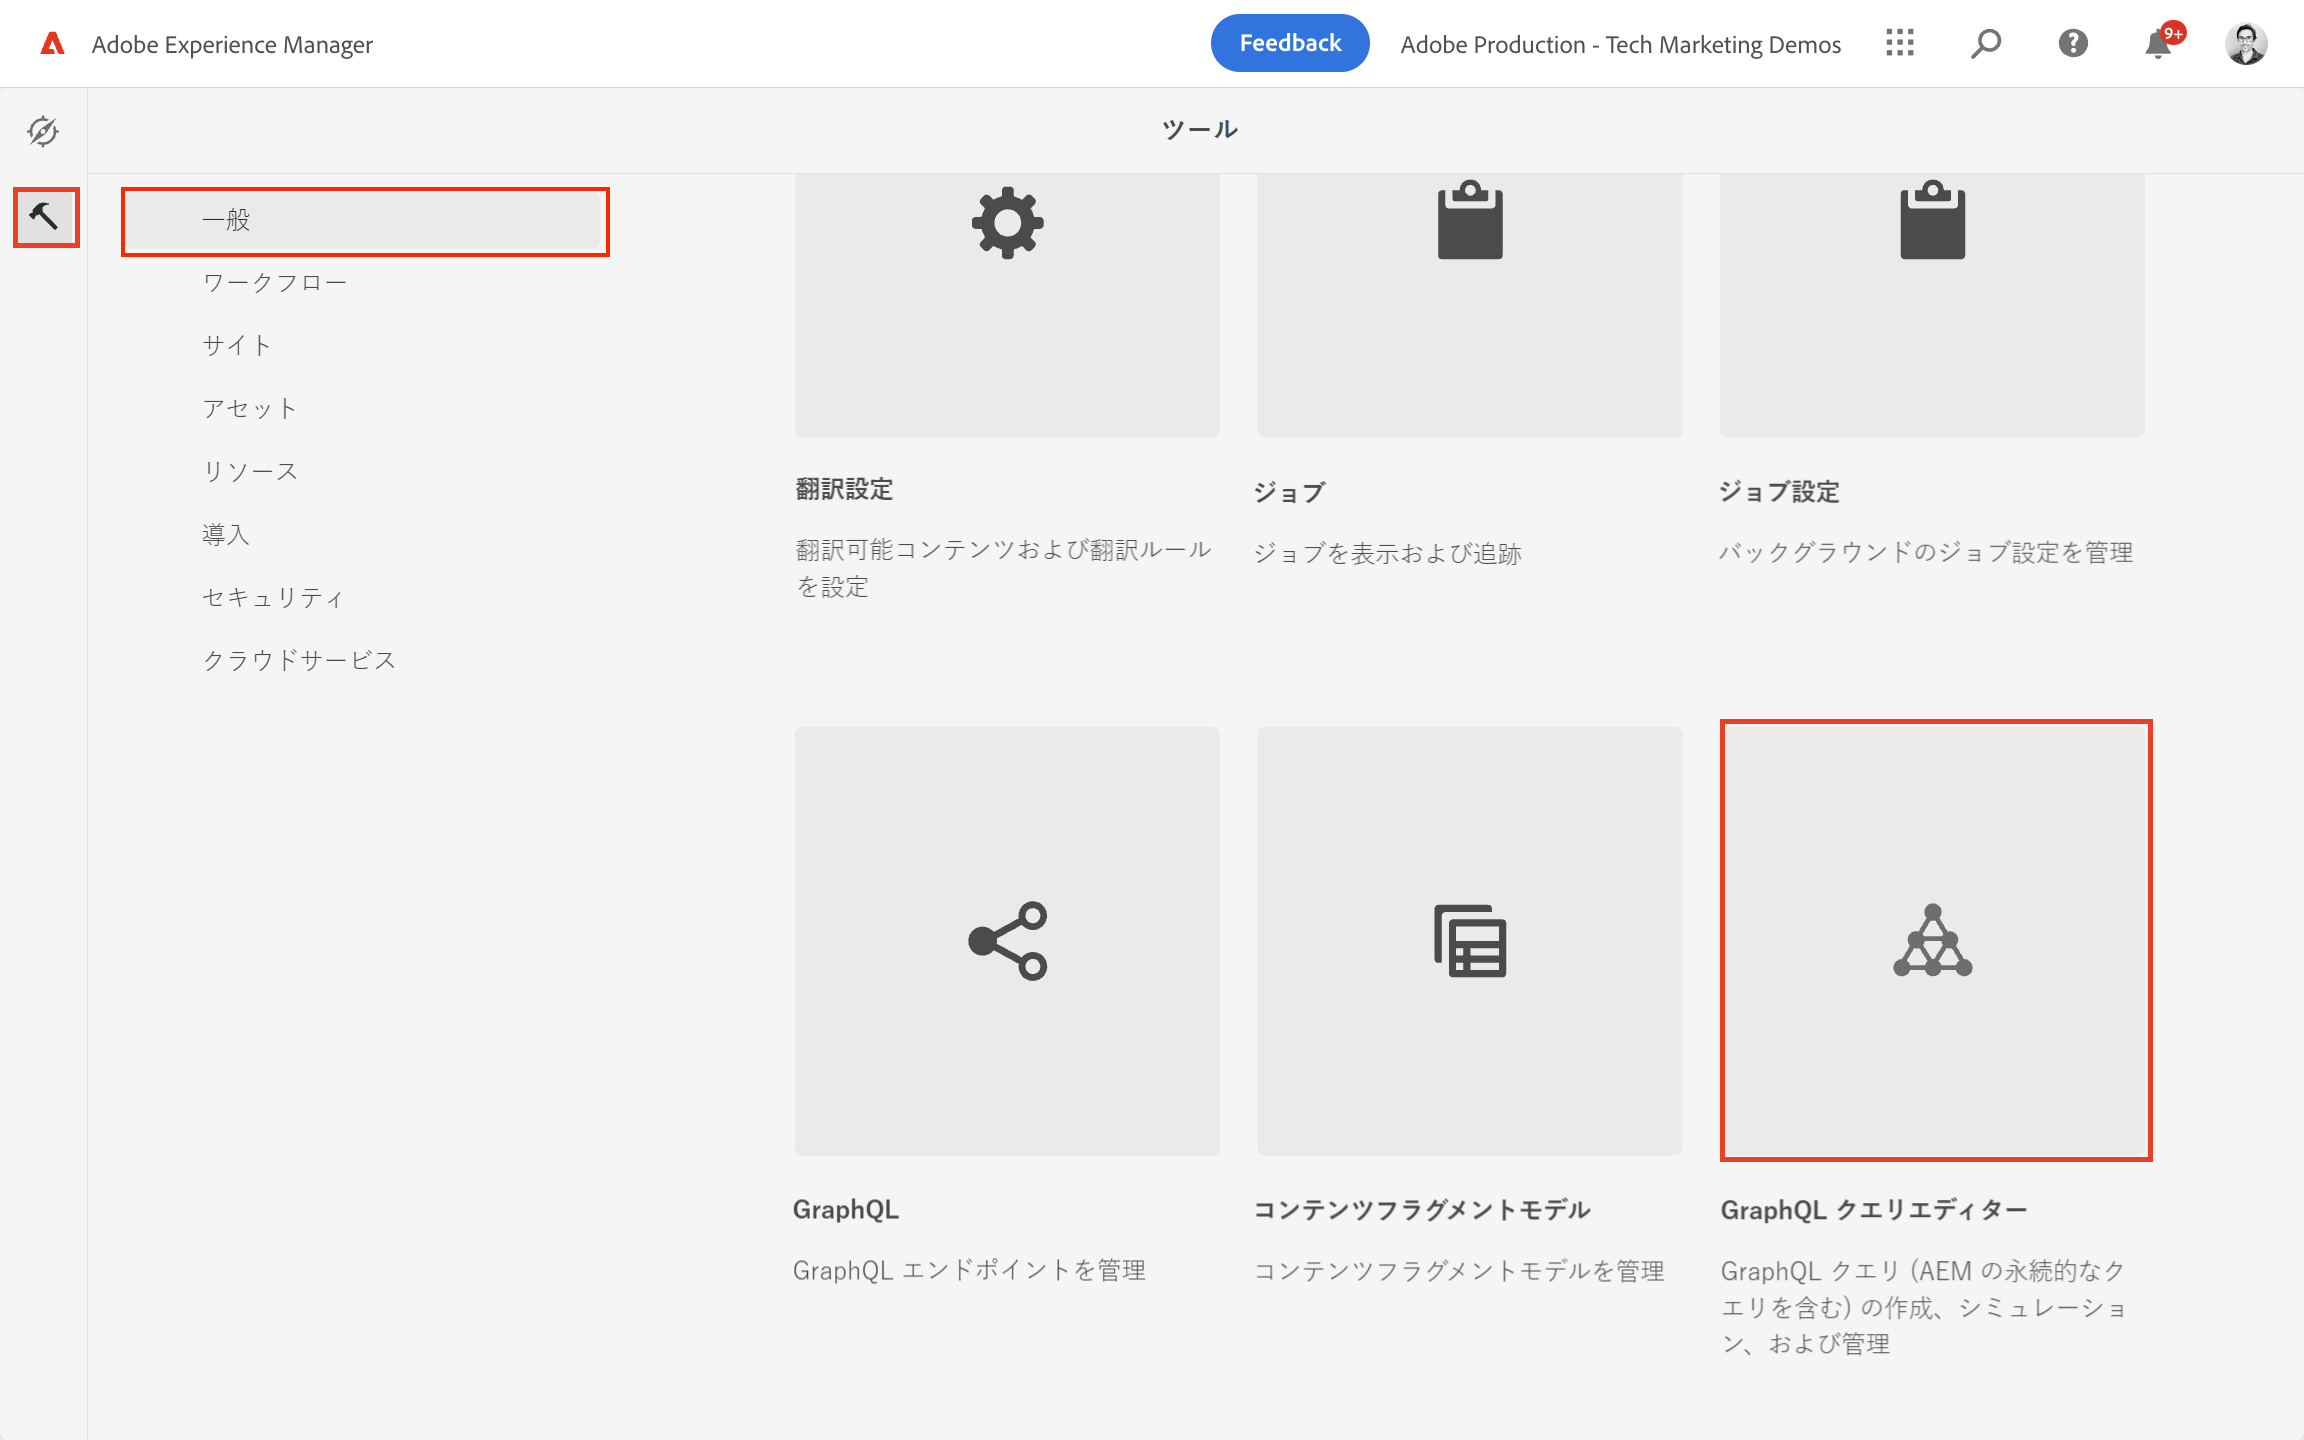 Adobe Experience Manager
Feedback
Adobe Production - Tech Marketing Demos
9+
ツール
一般
ワークフロー
サイト
アセット
リソース
導入
セキュリティ
クラウドサービス
翻訳設定
翻訳可能コンテンツおよび翻訳ルール
を設定
ジョブ
ジョブを表示および追跡
ジョブ設定
バックグラウンドのジョブ設定を管理
GraphQL
GraphQL エンドポイントを管理
コンテンツフラグメントモデル
コンテンツフラグメントモデルを管理
GraphQL クエリエディター
GraphQL クエリ (AEM の永続的なク
エリを含む) の作成、シミュレーショ
ン、および管理